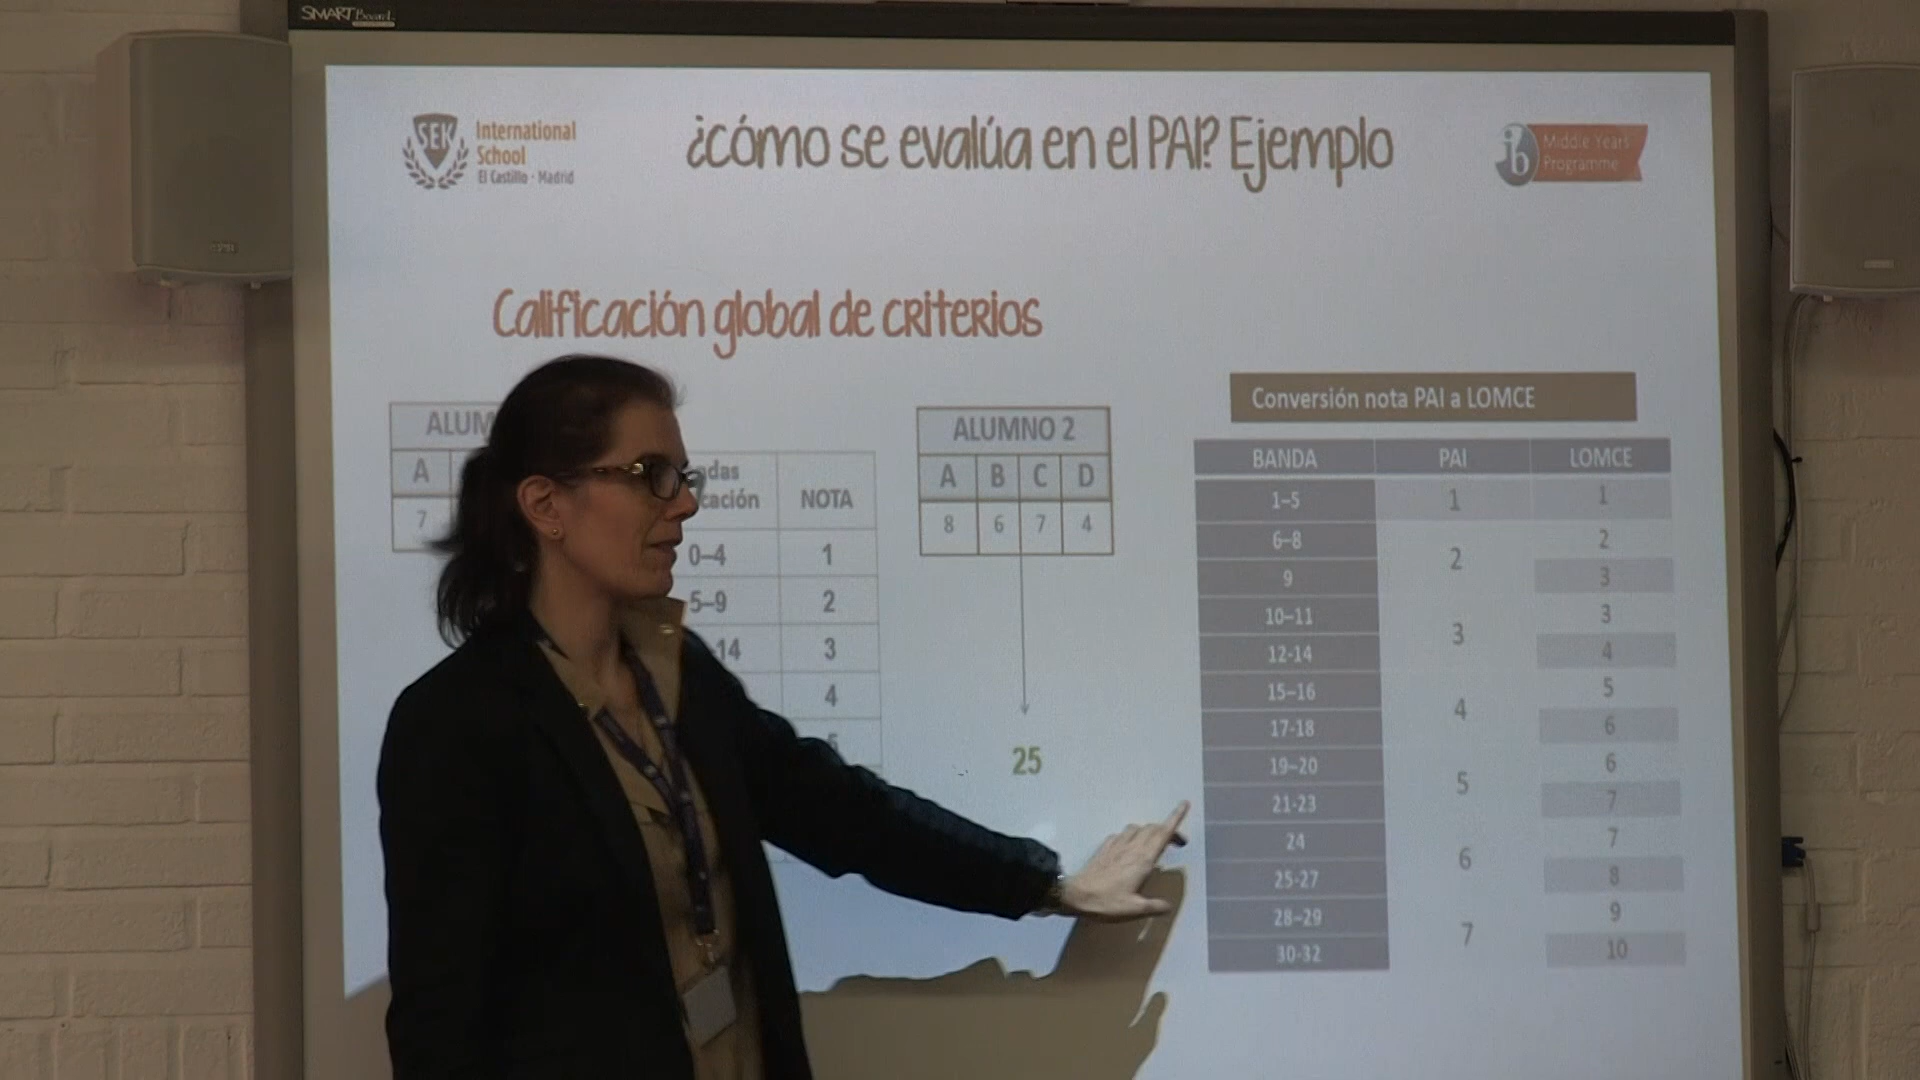 SMART Board
SEK
International
School
El Castillo - Madrid
¿cómo se evalúa en el PAI? Ejemplo
ib
Middle Years
Programme
Calificación global de criterios
Conversión nota PAI a LOMCE
A
7
NOTA
0–4 1
5–9 2
3
4
ALUMNO 2
A B C D
8 6 7 4
25
BANDA PAI LOMCE
1–5 1 1
6–8 2
2
9 3
10–11 3
3
12-14 4
15–16 5
4
17-18 6
19–20 6
5
21-23 7
24 7
6
25-27 8
28–29 9
7
30-32 10